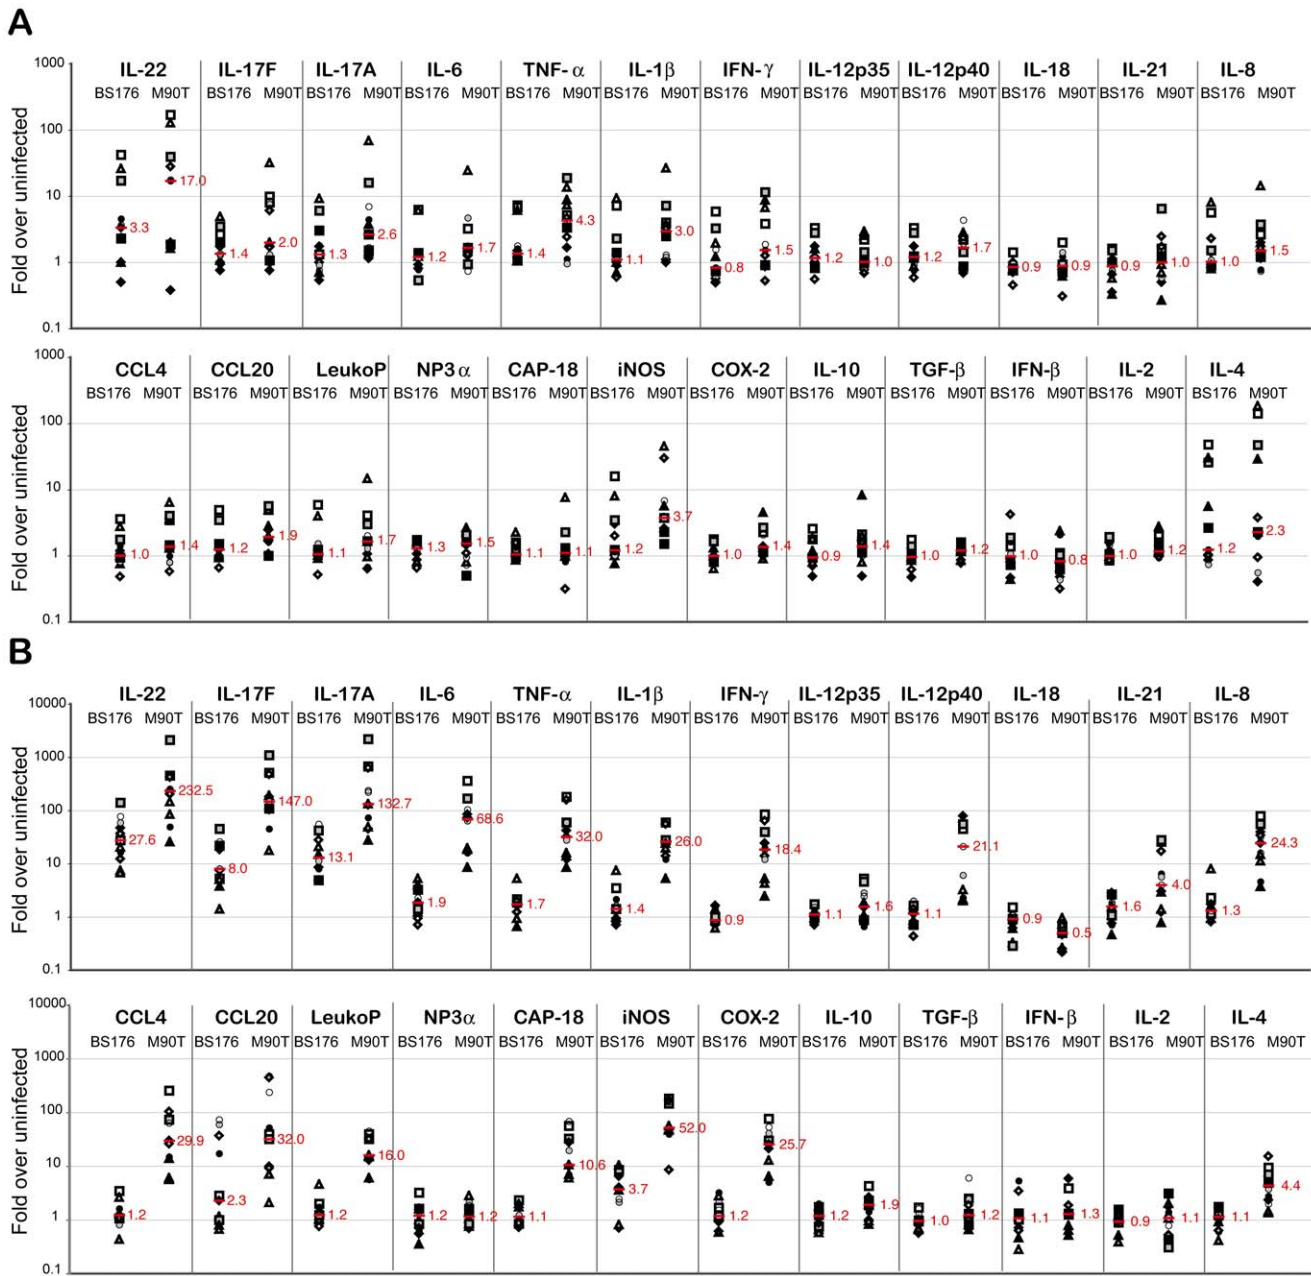 A
1000 IL-22 IL-17F IL-17A IL-6 TNF- α IL-1β IFN-γ IL-12p35 IL-12p40 IL-18 IL-21 IL-8
BS176 M90T BS176 M90T BS176 M90T BS176 M90T BS176 M90T BS176 M90T BS176 M90T BS176 M90T BS176 M90T BS176 M90T BS176 M90T BS176 M90T
Fold over uninfected
100
10
1
0.1
3.3 17.0 1.4 2.0 1.3 2.6 1.2 1.7 1.4 4.3 1.1 3.0 0.8 1.5 1.2 1.0 1.2 1.7 0.9 0.9 0.9 1.0 1.0 1.5
1000 CCL4 CCL20 LeukoP NP3 α CAP-18 iNOS COX-2 IL-10 TGF-β IFN-β IL-2 IL-4
BS176 M90T BS176 M90T BS176 M90T BS176 M90T BS176 M90T BS176 M90T BS176 M90T BS176 M90T BS176 M90T BS176 M90T BS176 M90T BS176 M90T
Fold over uninfected
100
10
1
0.1
1.0 1.4 1.2 1.9 1.1 1.7 1.3 1.5 1.1 1.1 1.2 3.7 1.0 1.4 0.9 1.4 1.0 1.2 1.0 0.8 1.0 1.2 1.2 2.3
B
10000 IL-22 IL-17F IL-17A IL-6 TNF-α IL-1β IFN-γ IL-12p35 IL-12p40 IL-18 IL-21 IL-8
BS176 M90T BS176 M90T BS176 M90T BS176 M90T BS176 M90T BS176 M90T BS176 M90T BS176 M90T BS176 M90T BS176 M90T BS176 M90T BS176 M90T
Fold over uninfected
1000
100
10
1
0.1
27.6 232.5 8.0 147.0 13.1 132.7 1.9 68.6 1.7 32.0 1.4 26.0 0.9 18.4 1.1 1.6 1.1 21.1 0.9 0.5 1.6 4.0 1.3 24.3
10000 CCL4 CCL20 LeukoP NP3α CAP-18 iNOS COX-2 IL-10 TGF-β IFN-β IL-2 IL-4
BS176 M90T BS176 M90T BS176 M90T BS176 M90T BS176 M90T BS176 M90T BS176 M90T BS176 M90T BS176 M90T BS176 M90T BS176 M90T BS176 M90T
Fold over uninfected
1000
100
10
1
0.1
1.2 29.9 2.3 32.0 1.2 16.0 1.2 1.2 1.1 10.6 3.7 52.0 1.2 25.7 1.2 1.9 1.0 1.2 1.1 1.3 0.9 1.1 1.1 4.4